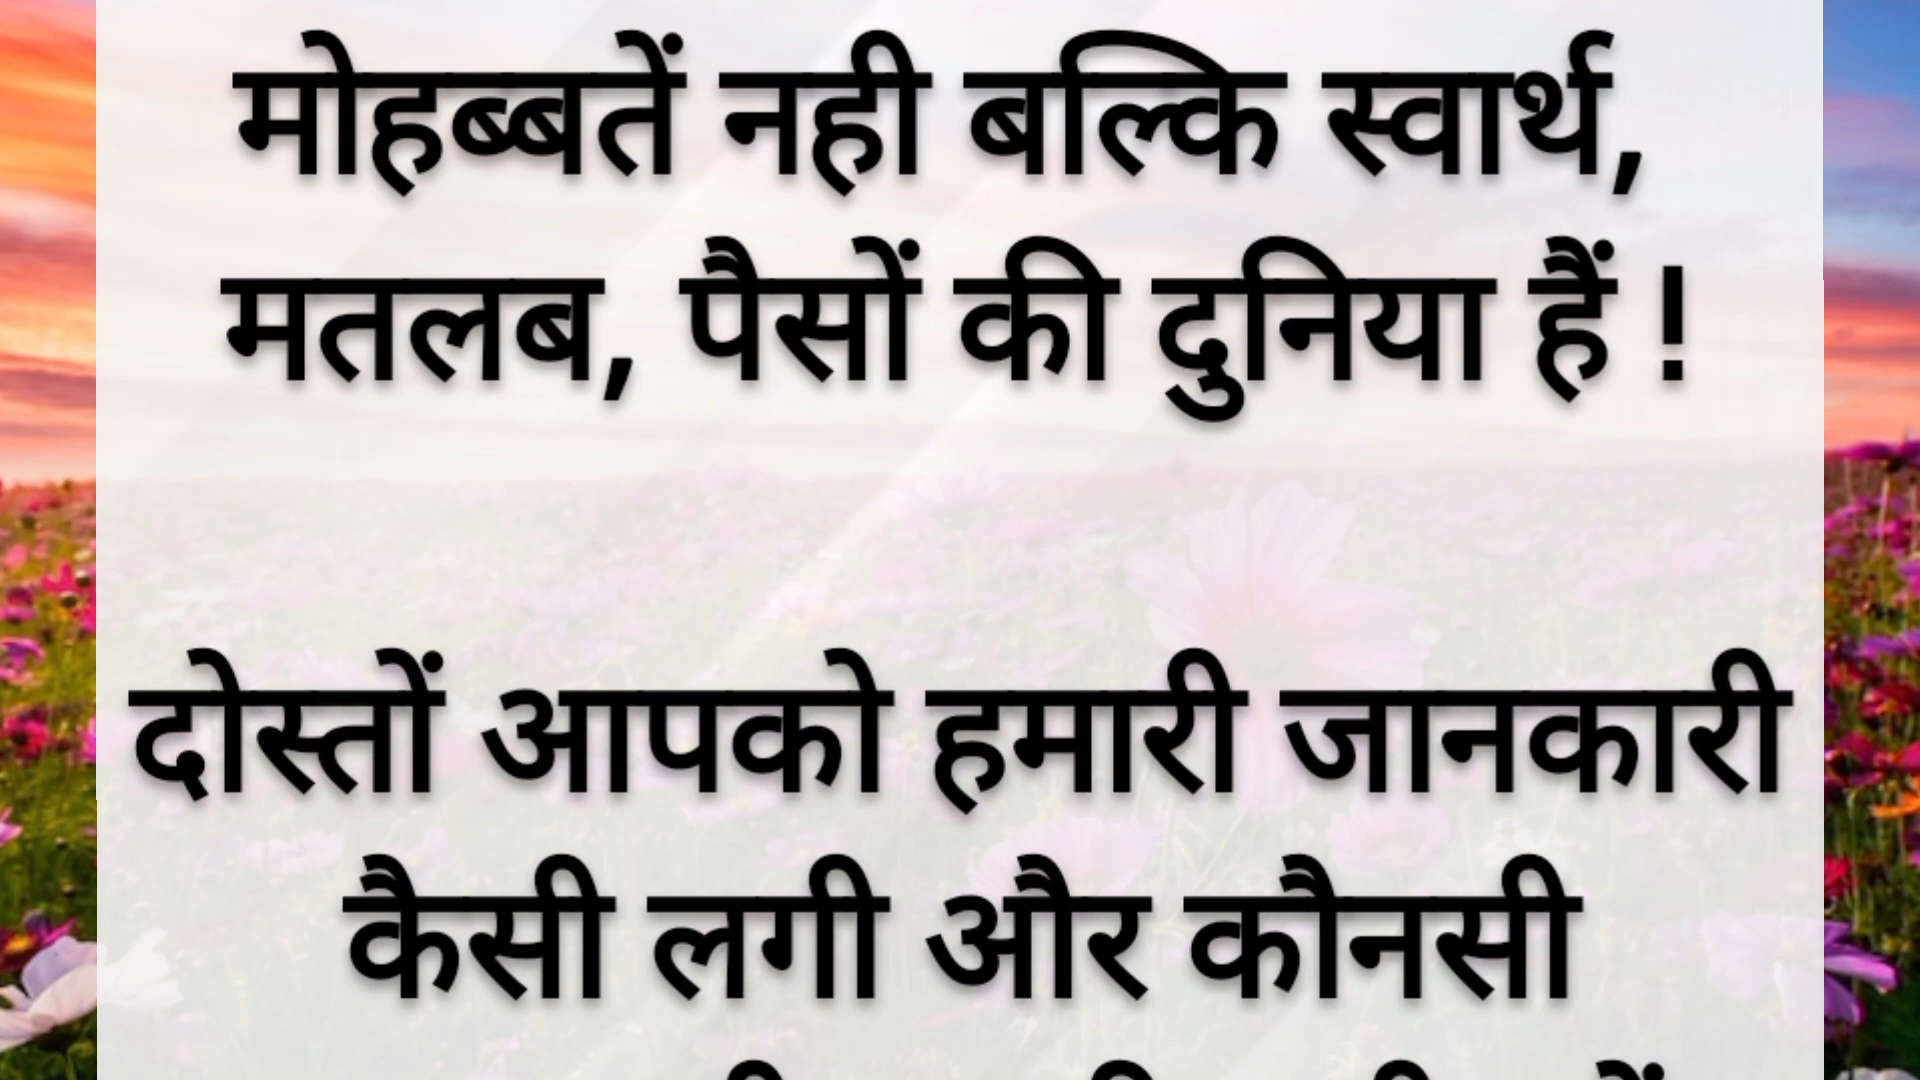 मोहब्बतें नही बल्कि स्वार्थ,
मतलब, पैसों की दुनिया हैं !
दोस्तों आपको हमारी जानकारी
कैसी लगी और कौनसी